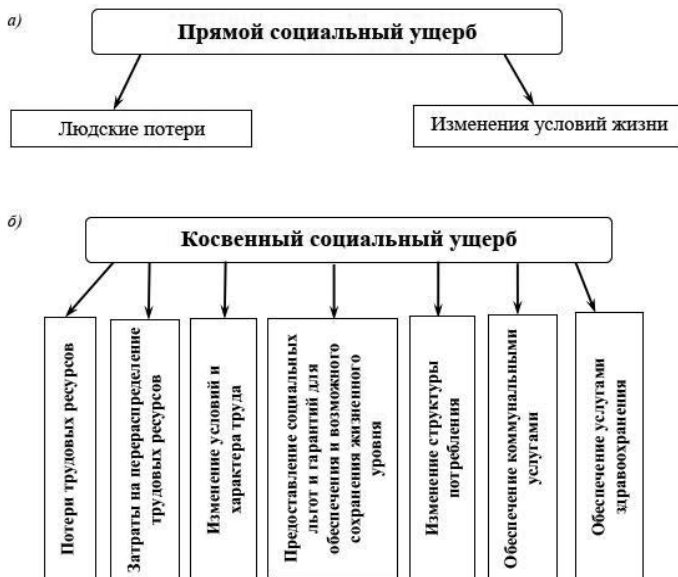 а)
Прямой социальный ущерб
Людские потери
Изменения условий жизни
б)
Косвенный социальный ущерб
Потери трудовых ресурсов
Затраты на перераспределение
трудовых ресурсов
Изменение условий и
характера труда
Предоставление социальных
льгот и гарантий для
обеспечения и возможного
сохранения жизненного
уровня
Изменение структуры
потребления
Обеспечение коммунальными
услугами
Обеспечение услугами
здравоохранения